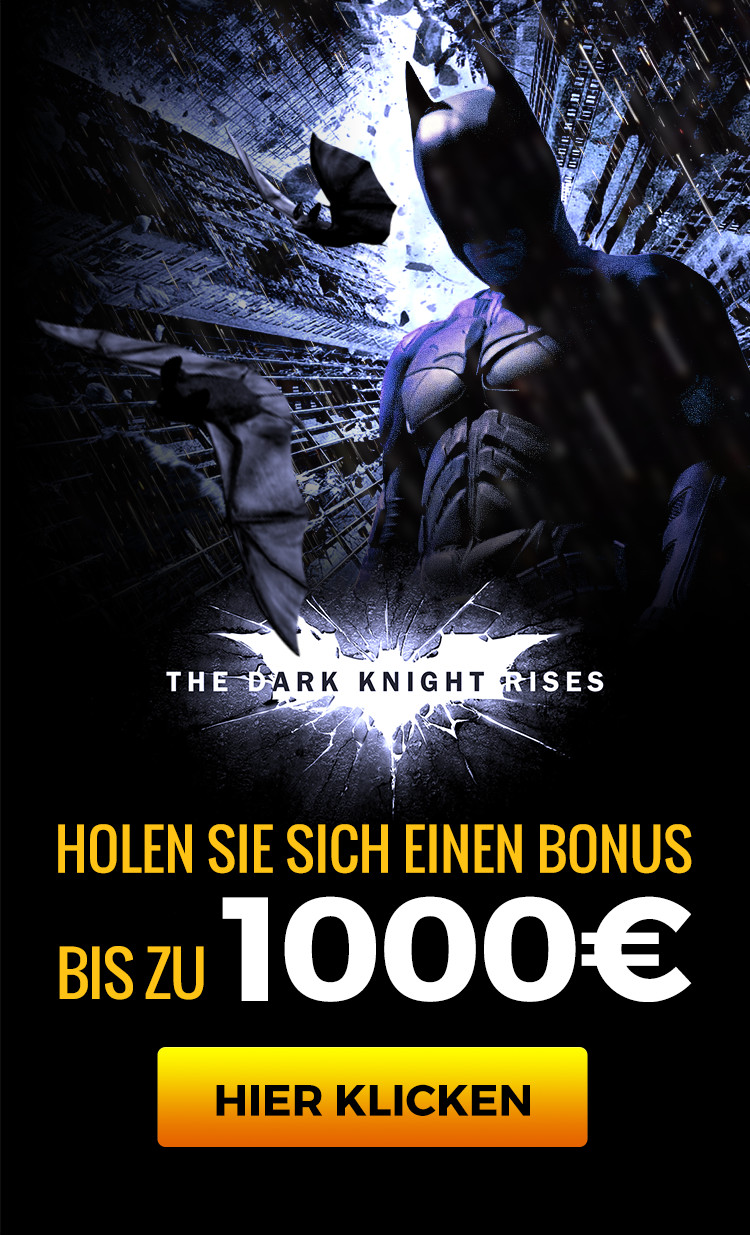 THE DARK KNIGHT RISES
HOLEN SIE SICH EINEN BONUS
BIS ZU 1000€
HIER KLICKEN